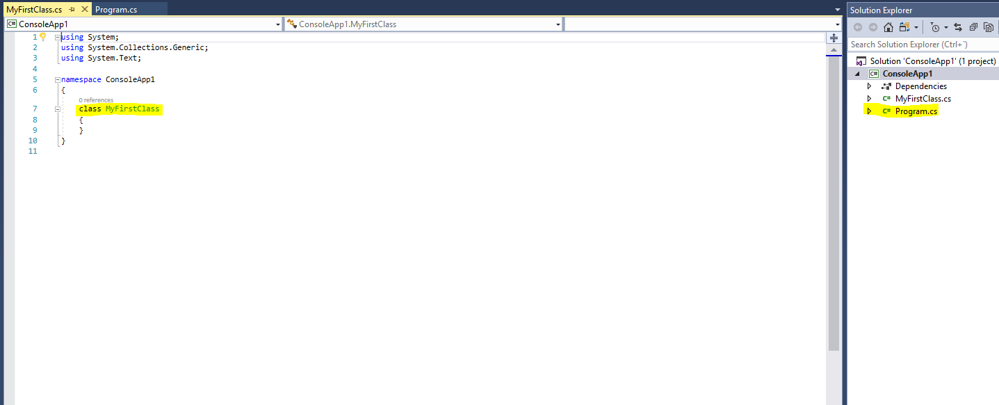 MyFirstClass.cs Program.cs
C# ConsoleApp1 ConsoleApp1.MyFirstClass
1 using System;
2 using System.Collections.Generic;
3 using System.Text;
4
5 namespace ConsoleApp1
6 {
0 references
7 class MyFirstClass
8 {
9 }
10 }
11
Solution Explorer
Search Solution Explorer (Ctrl+`)
Solution 'ConsoleApp1' (1 project)
C# ConsoleApp1
Dependencies
C# MyFirstClass.cs
C# Program.cs